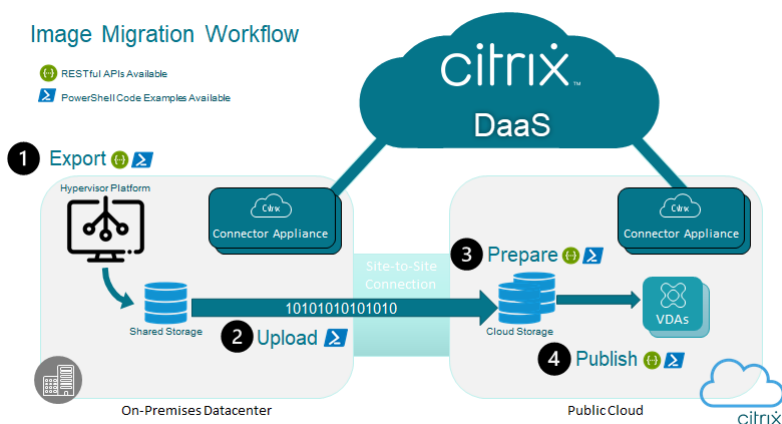 Image Migration Workflow
RESTful APIs Available
PowerShell Code Examples Available
citrix™
DaaS
1 Export
Hypervisor Platform
Citrix
Connector Appliance
Citrix
Connector Appliance
Site-to-Site
Connection
3 Prepare
10101010101010
Shared Storage
2 Upload
Cloud Storage
VDAs
4 Publish
On-Premises Datacenter
Public Cloud
citrix